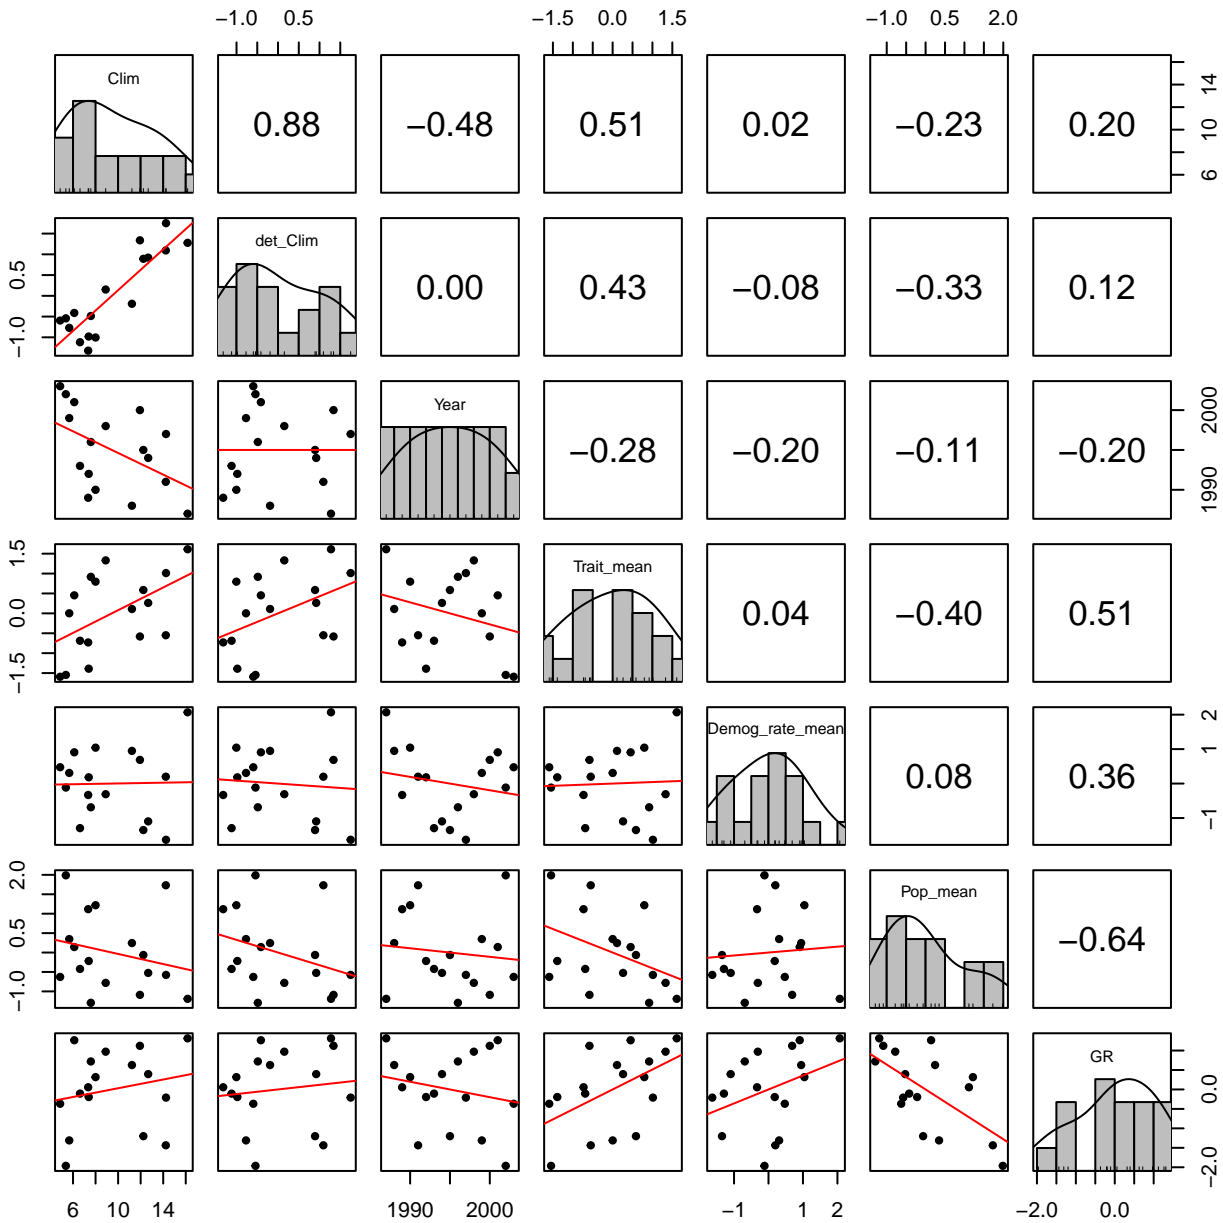 −1.0 0.5 −1.5 0.0 1.5 −1.0 0.5 2.0
Clim 0.88 −0.48 0.51 0.02 −0.23 0.20 6 10 14
−1.0 0.5 det_Clim 0.00 0.43 −0.08 −0.33 0.12
Year −0.28 −0.20 −0.11 −0.20 1990 2000
−1.5 0.0 1.5 Trait_mean 0.04 −0.40 0.51
Demog_rate_mean 0.08 0.36 −1 1 2
−1.0 0.5 2.0 Pop_mean −0.64
GR −2.0 0.0
6 10 14 1990 2000 −1 1 2 −2.0 0.0